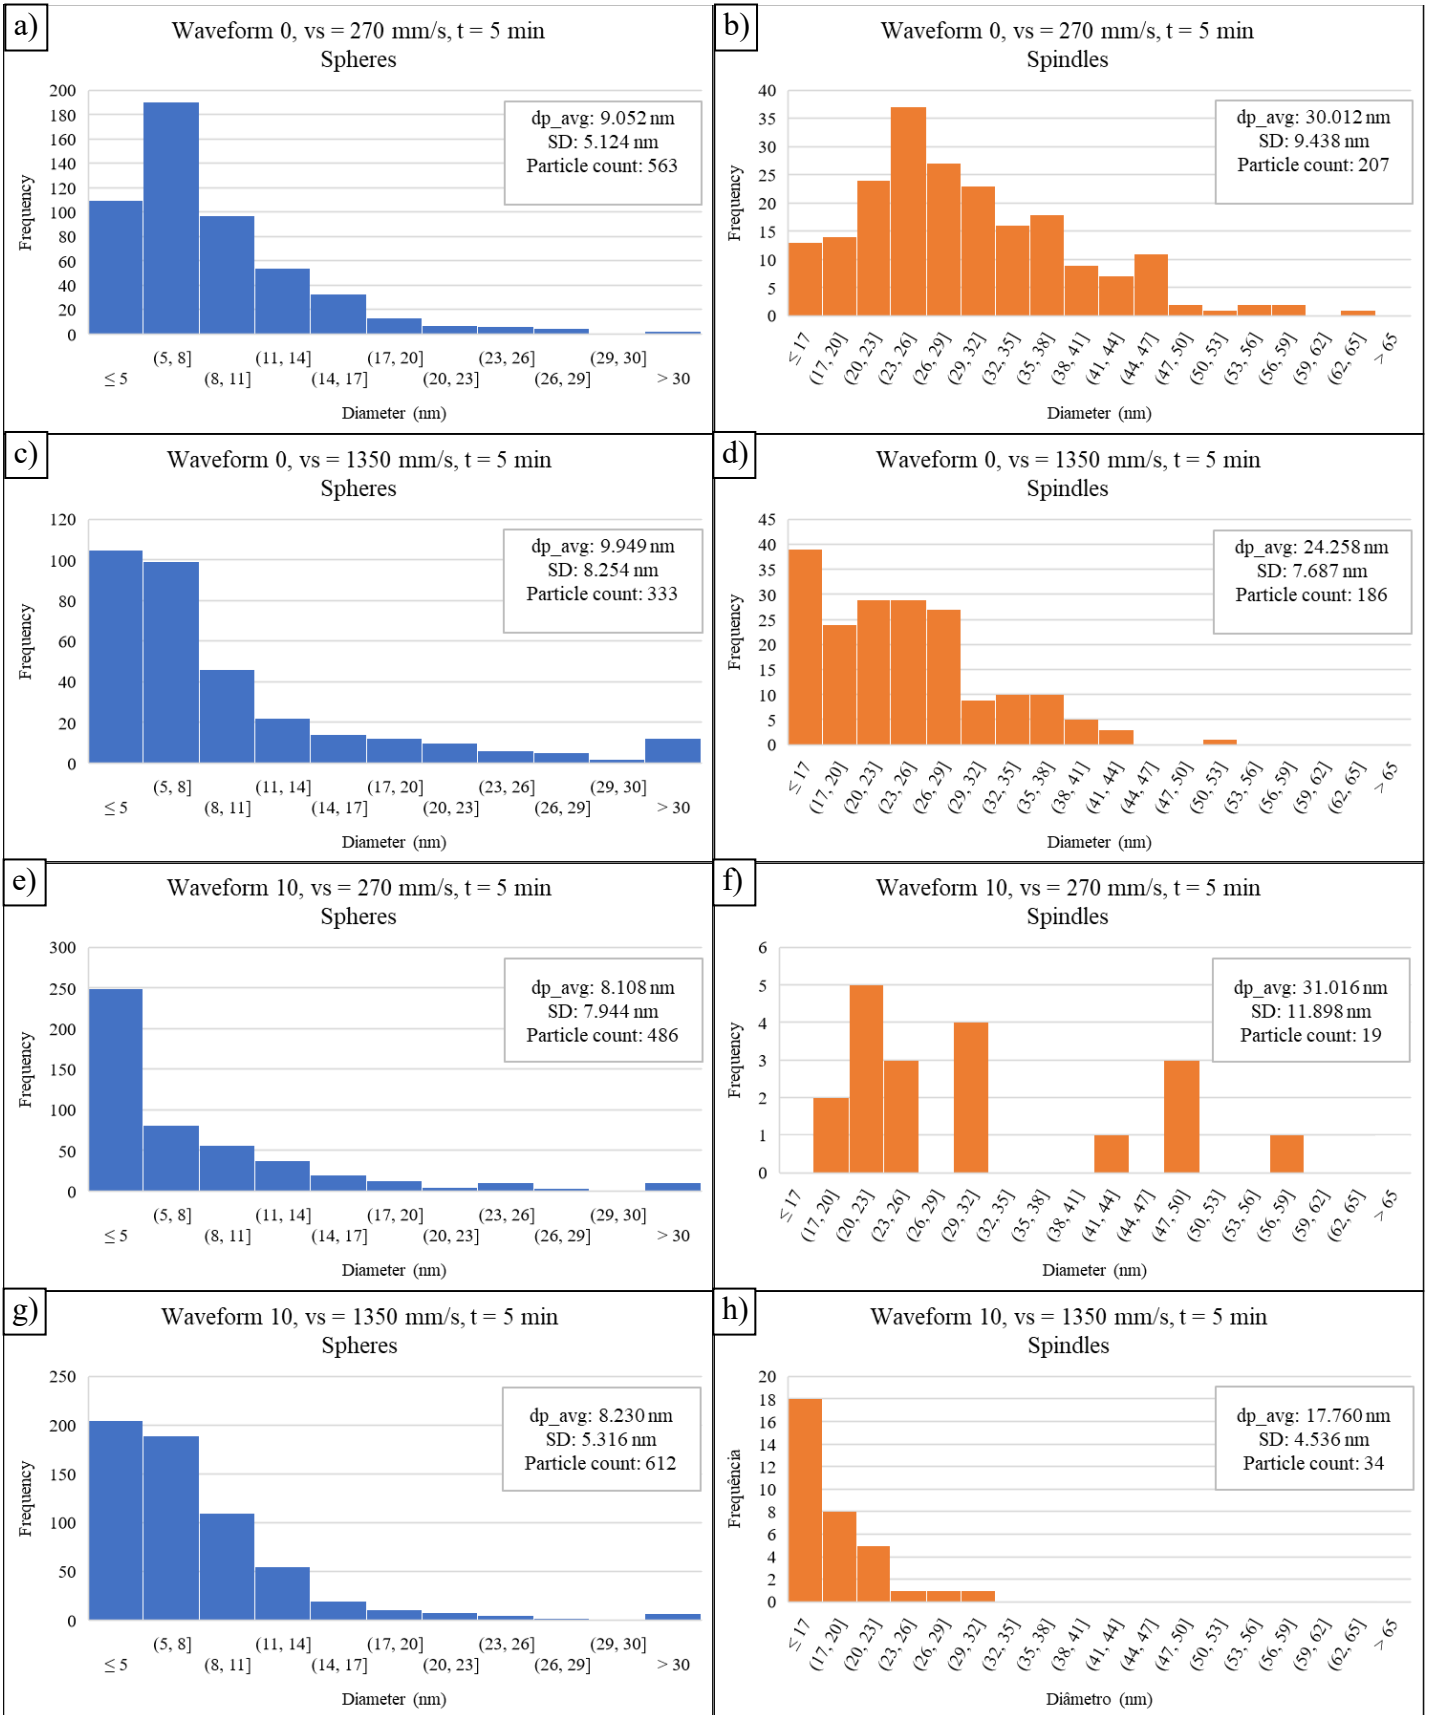 a)
Waveform 0, vs = 270 mm/s, t = 5 min
Spheres
dp_avg: 9.052 nm
SD: 5.124 nm
Particle count: 563
Frequency
200
180
160
140
120
100
80
60
40
20
0
(5, 8] (11, 14] (17, 20] (23, 26] (29, 30]
≤ 5 (8, 11] (14, 17] (20, 23] (26, 29] > 30
Diameter (nm)
b)
Waveform 0, vs = 270 mm/s, t = 5 min
Spindles
dp_avg: 30.012 nm
SD: 9.438 nm
Particle count: 207
Frequency
40
35
30
25
20
15
10
5
0
≤ 17 (17, 20] (20, 23] (23, 26] (26, 29] (29, 32] (32, 35] (35, 38] (38, 41] (41, 44] (44, 47] (47, 50] (50, 53] (53, 56] (56, 59] (59, 62] (62, 65] > 65
Diameter (nm)
c)
Waveform 0, vs = 1350 mm/s, t = 5 min
Spheres
dp_avg: 9.949 nm
SD: 8.254 nm
Particle count: 333
Frequency
120
100
80
60
40
20
0
(5, 8] (11, 14] (17, 20] (23, 26] (29, 30]
≤ 5 (8, 11] (14, 17] (20, 23] (26, 29] > 30
Diameter (nm)
d)
Waveform 0, vs = 1350 mm/s, t = 5 min
Spindles
dp_avg: 24.258 nm
SD: 7.687 nm
Particle count: 186
Frequency
45
40
35
30
25
20
15
10
5
0
≤ 17 (17, 20] (20, 23] (23, 26] (26, 29] (29, 32] (32, 35] (35, 38] (38, 41] (41, 44] (44, 47] (47, 50] (50, 53] (53, 56] (56, 59] (59, 62] (62, 65] > 65
Diameter (nm)
e)
Waveform 10, vs = 270 mm/s, t = 5 min
Spheres
dp_avg: 8.108 nm
SD: 7.944 nm
Particle count: 486
Frequency
300
250
200
150
100
50
0
(5, 8] (11, 14] (17, 20] (23, 26] (29, 30]
≤ 5 (8, 11] (14, 17] (20, 23] (26, 29] > 30
Diameter (nm)
f)
Waveform 10, vs = 270 mm/s, t = 5 min
Spindles
dp_avg: 31.016 nm
SD: 11.898 nm
Particle count: 19
Frequency
6
5
4
3
2
1
0
≤ 17 (17, 20] (20, 23] (23, 26] (26, 29] (29, 32] (32, 35] (35, 38] (38, 41] (41, 44] (44, 47] (47, 50] (50, 53] (53, 56] (56, 59] (59, 62] (62, 65] > 65
Diameter (nm)
g)
Waveform 10, vs = 1350 mm/s, t = 5 min
Spheres
dp_avg: 8.230 nm
SD: 5.316 nm
Particle count: 612
Frequency
250
200
150
100
50
0
(5, 8] (11, 14] (17, 20] (23, 26] (29, 30]
≤ 5 (8, 11] (14, 17] (20, 23] (26, 29] > 30
Diameter (nm)
h)
Waveform 10, vs = 1350 mm/s, t = 5 min
Spindles
dp_avg: 17.760 nm
SD: 4.536 nm
Particle count: 34
Frequência
20
18
16
14
12
10
8
6
4
2
0
≤ 17 (17, 20] (20, 23] (23, 26] (26, 29] (29, 32] (32, 35] (35, 38] (38, 41] (41, 44] (44, 47] (47, 50] (50, 53] (53, 56] (56, 59] (59, 62] (62, 65] > 65
Diâmetro (nm)